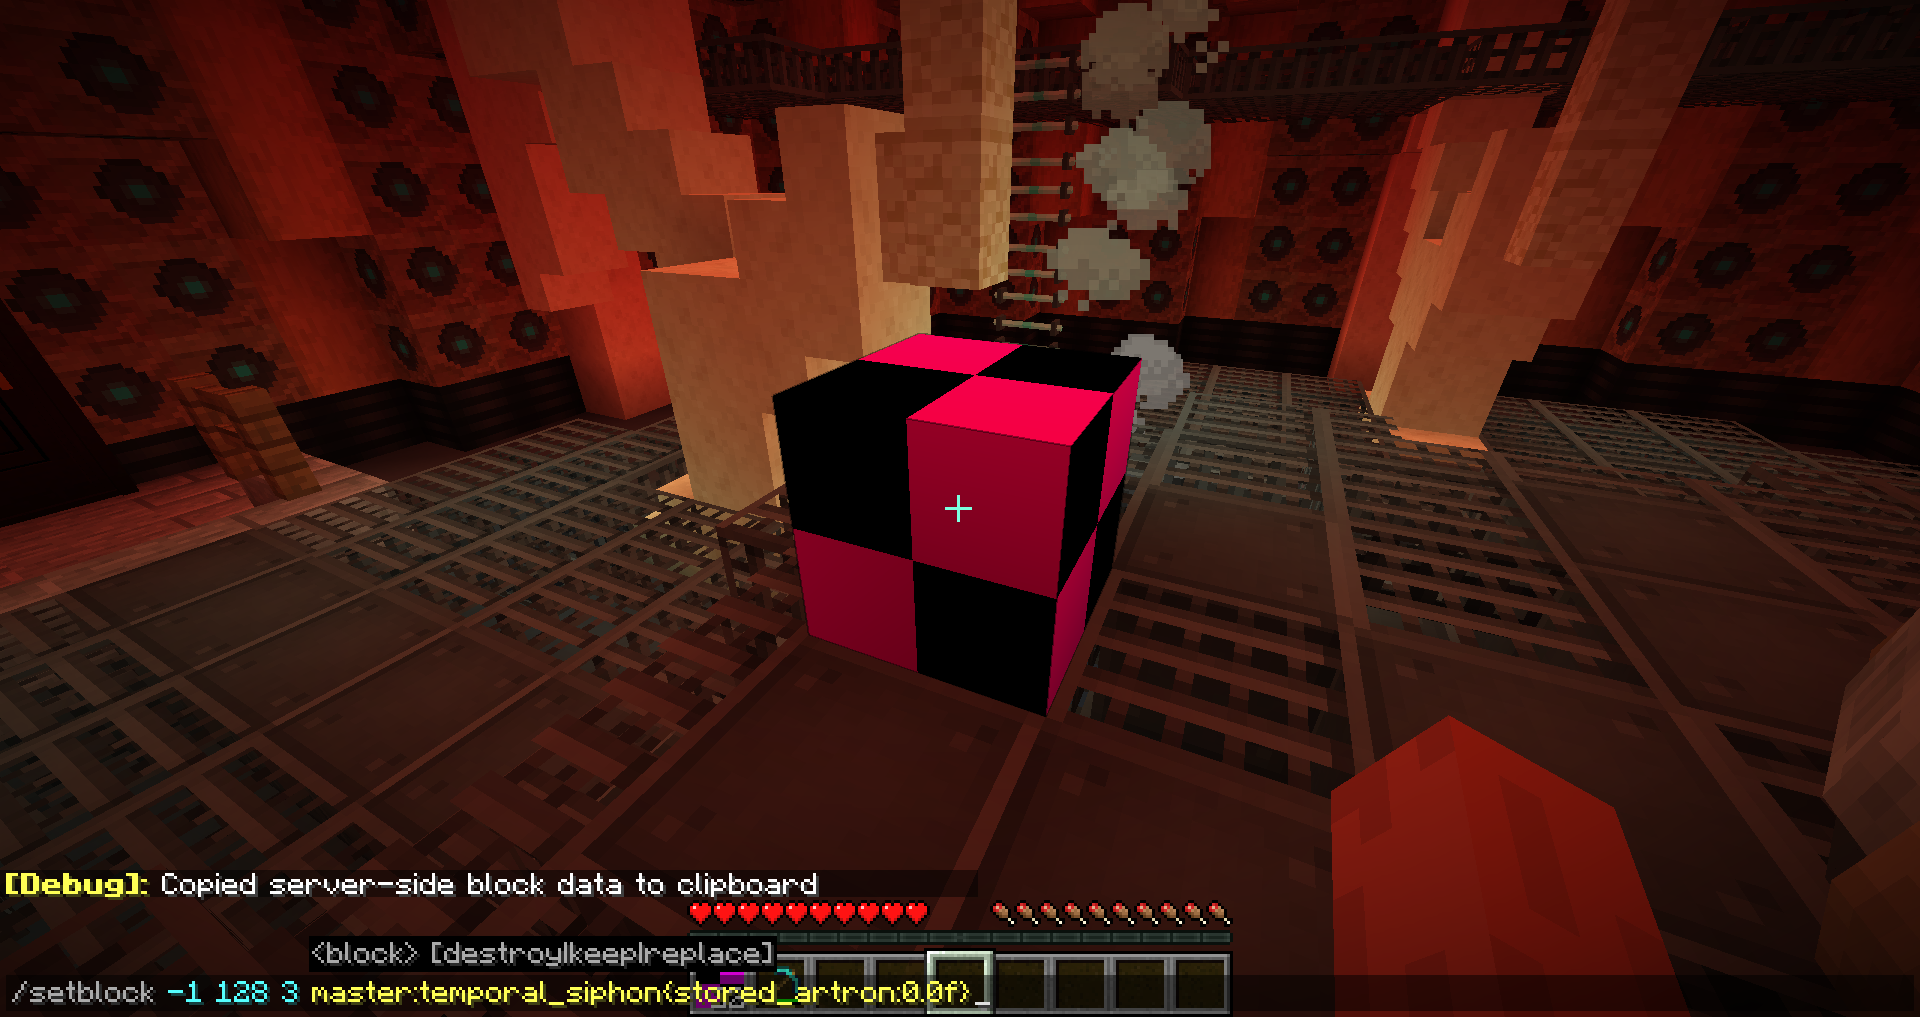 [Debug]: Copied server-side block data to clipboard
<block> [destroy|keep|replace]
/setblock -1 128 3 master:temporal_siphon{stored_artron:0.0f}_